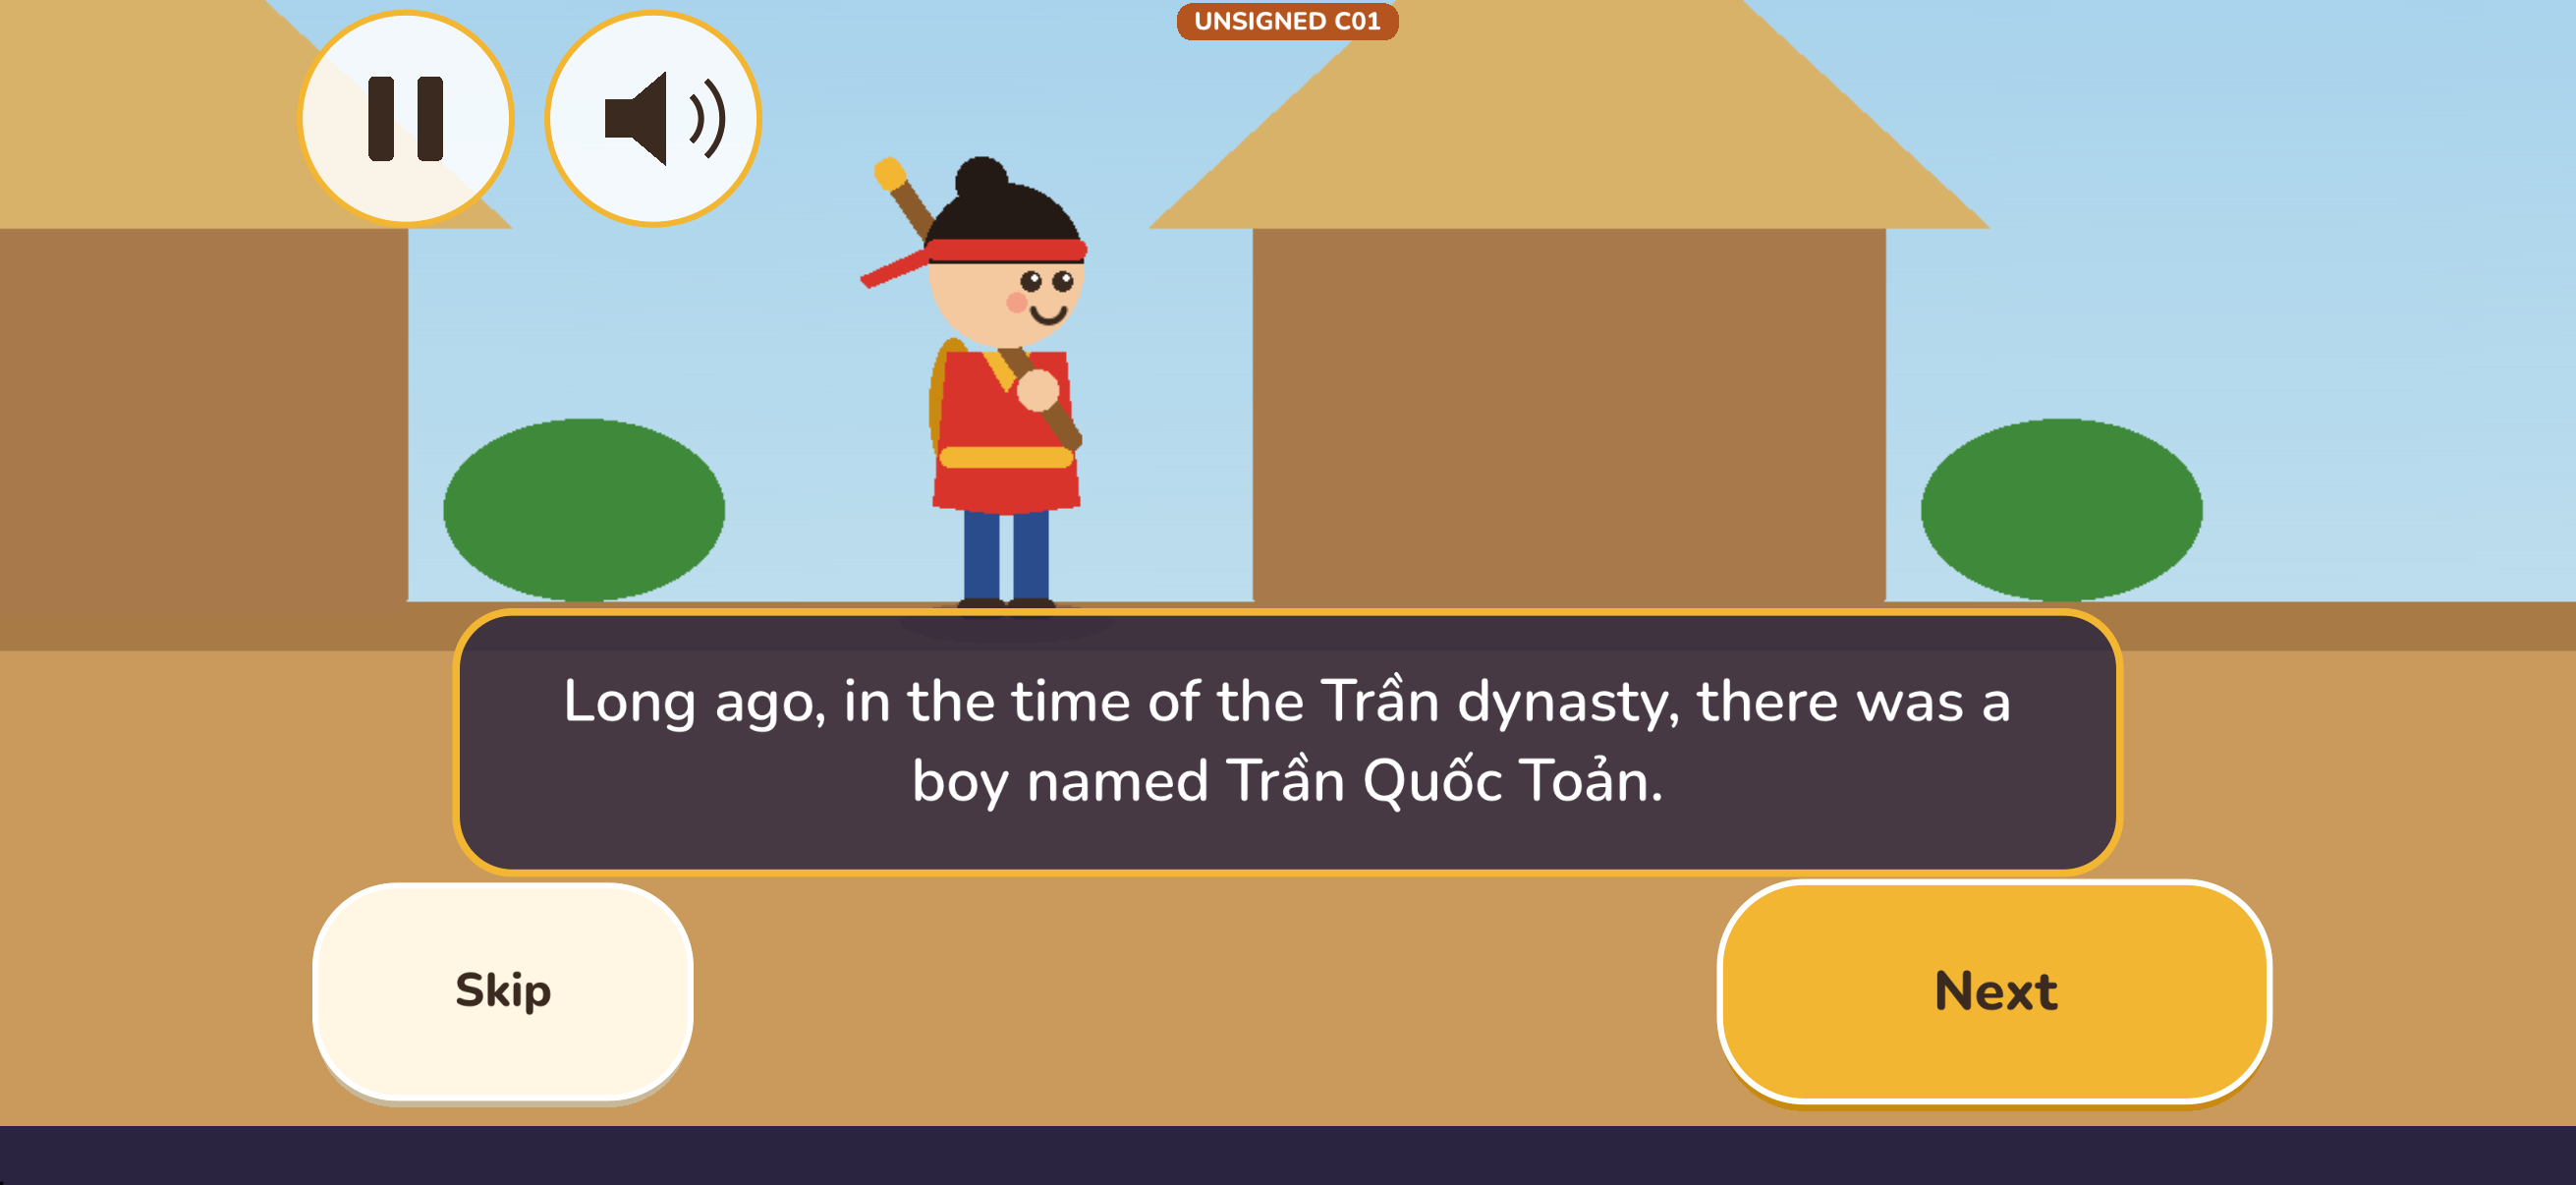 UNSIGNED C01
Long ago, in the time of the Trần dynasty, there was a
boy named Trần Quốc Toản.
Skip
Next